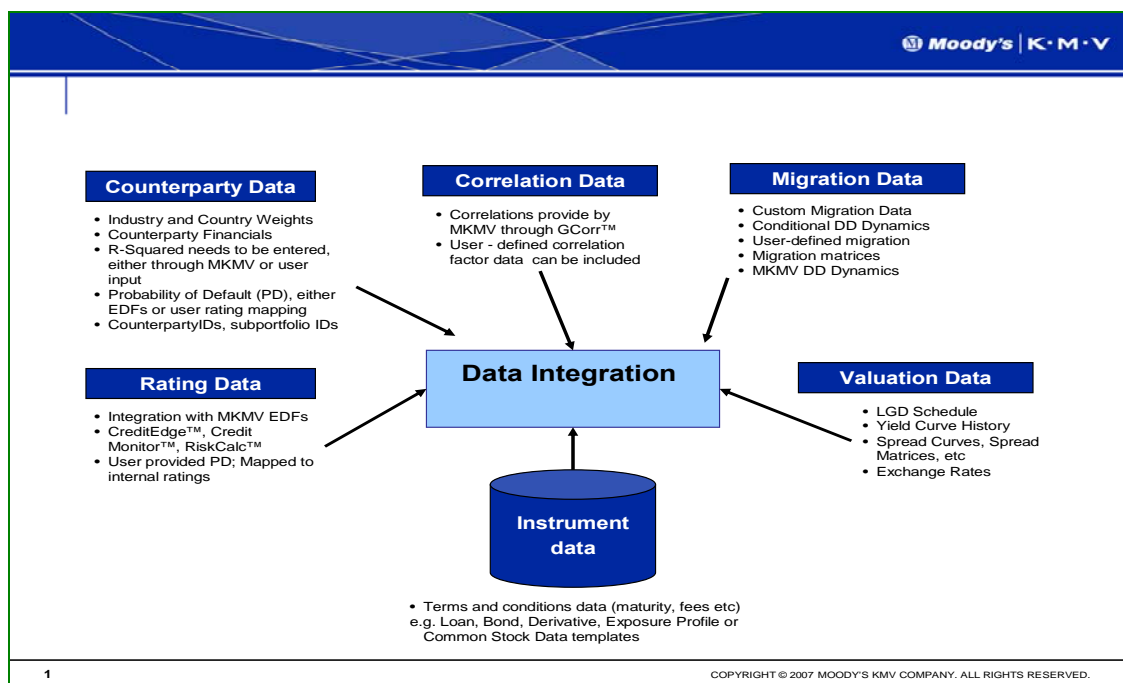 Moody's | K·M·V
Counterparty Data
• Industry and Country Weights
• Counterparty Financials
• R-Squared needs to be entered,
either through MKMV or user
input
• Probability of Default (PD), either
EDFs or user rating mapping
• CounterpartyIDs, subportfolio IDs
Correlation Data
• Correlations provide by
MKMV through GCorr™
• User - defined correlation
factor data can be included
Migration Data
• Custom Migration Data
• Conditional DD Dynamics
• User-defined migration
• Migration matrices
• MKMV DD Dynamics
Data Integration
Rating Data
• Integration with MKMV EDFs
• CreditEdge™, Credit
Monitor™, RiskCalc™
• User provided PD; Mapped to
internal ratings
Valuation Data
• LGD Schedule
• Yield Curve History
• Spread Curves, Spread
Matrices, etc
• Exchange Rates
Instrument
data
• Terms and conditions data (maturity, fees etc)
e.g. Loan, Bond, Derivative, Exposure Profile or
Common Stock Data templates
1
COPYRIGHT © 2007 MOODY'S KMV COMPANY. ALL RIGHTS RESERVED.